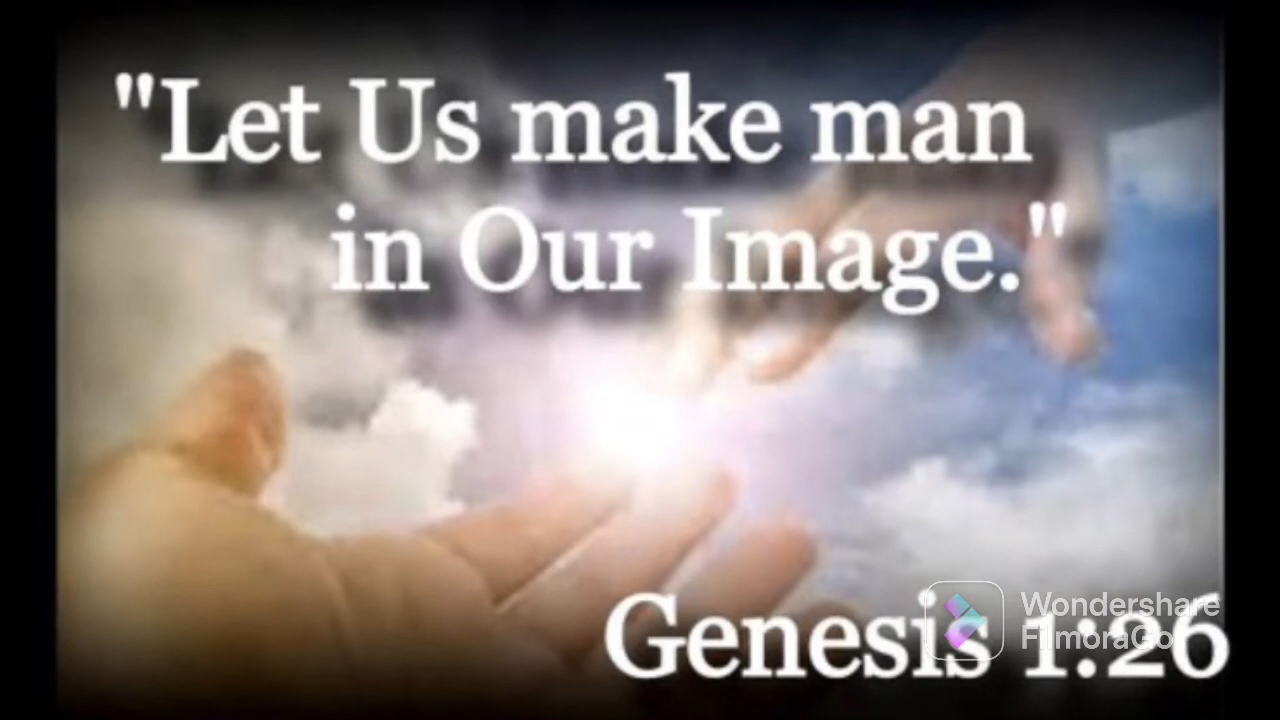 "Let Us make man
in Our Image."
Genesis 1:26
Wondershare
FilmoraGo